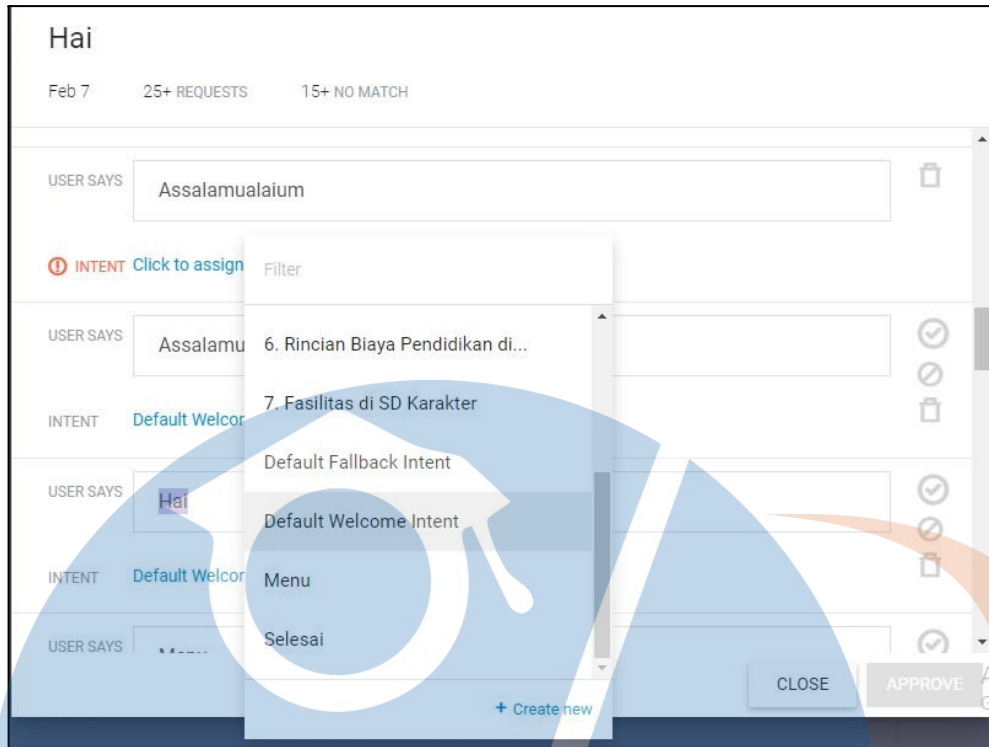 Hai
Feb 7 25+ REQUESTS 15+ NO MATCH
USER SAYS Assalamualaium
INTENT Click to assign
Filter
USER SAYS Assalamu
6. Rincian Biaya Pendidikan di...
7. Fasilitas di SD Karakter
INTENT Default Welcor
Default Fallback Intent
USER SAYS Hai
Default Welcome Intent
INTENT Default Welcor
Menu
Selesai
USER SAYS
CLOSE APPROVE
+ Create new